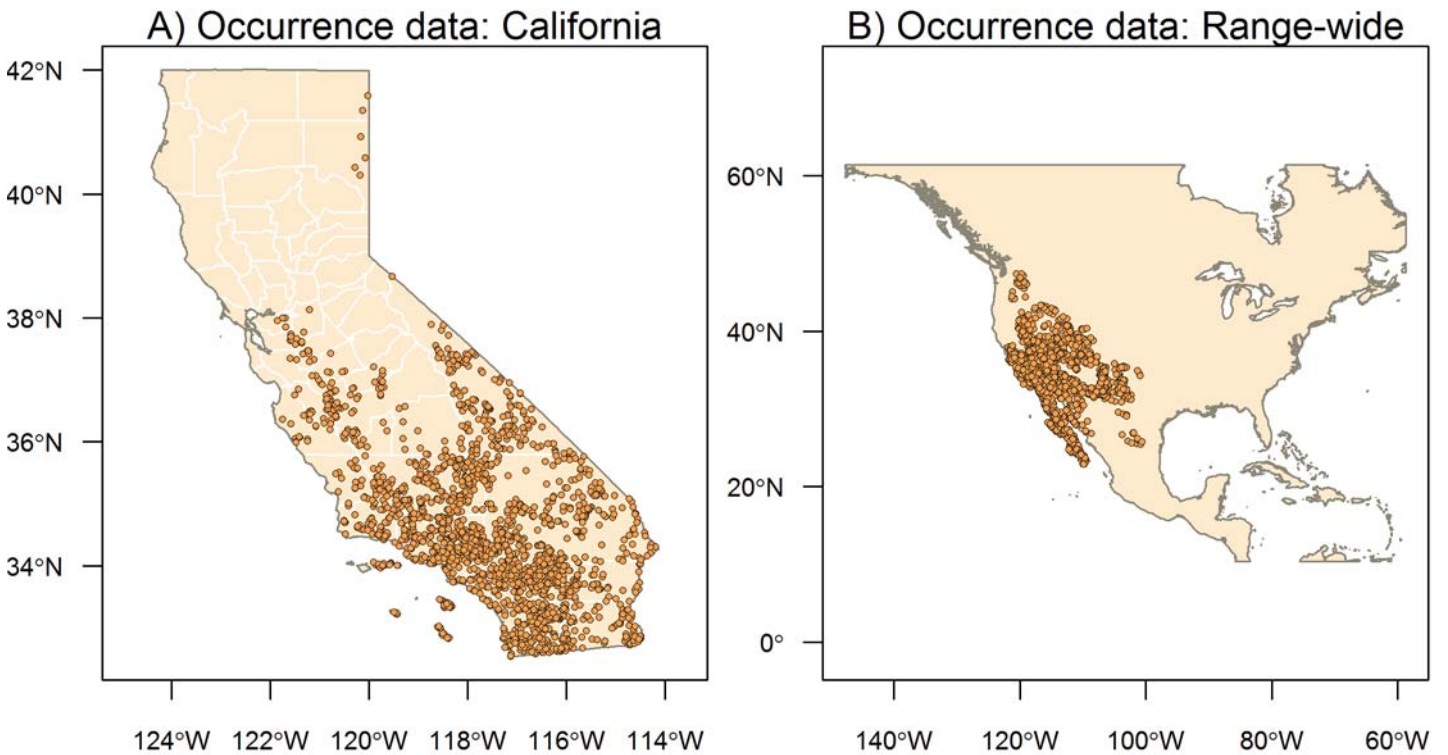 A) Occurrence data: California
42°N
40°N
38°N
36°N
34°N
124°W 122°W 120°W 118°W 116°W 114°W
B) Occurrence data: Range-wide
60°N
40°N
20°N
0°
140°W 120°W 100°W 80°W 60°W